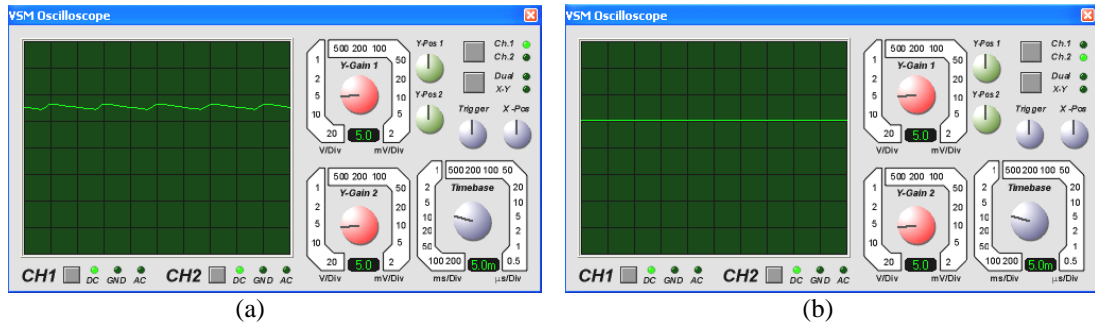 VSM Oscilloscope
500 200 100
Y-Gain 1
1
2
5
10
20
50
20
10
5
2
5.0
V/Div
mV/Div
Y-Pos 1
Y-Pos 2
Ch.1
Ch.2
Dual
X-Y
Trigger
X -Pos
500 200 100
Y-Gain 2
1
2
5
10
20
50
20
10
5
2
5.0
V/Div
mV/Div
1
500 200 100 50
Timebase
2
5
10
20
50
100 200
20
10
5
2
1
0.5
5.0m
ms/Div
µs/Div
CH1
DC GND AC
CH2
DC GND AC
(a)
VSM Oscilloscope
500 200 100
Y-Gain 1
1
2
5
10
20
50
20
10
5
2
5.0
V/Div
mV/Div
Y-Pos 1
Y-Pos 2
Ch.1
Ch.2
Dual
X-Y
Trigger
X -Pos
500 200 100
Y-Gain 2
1
2
5
10
20
50
20
10
5
2
5.0
V/Div
mV/Div
1
500 200 100 50
Timebase
2
5
10
20
50
100 200
20
10
5
2
1
0.5
5.0m
ms/Div
µs/Div
CH1
DC GND AC
CH2
DC GND AC
(b)